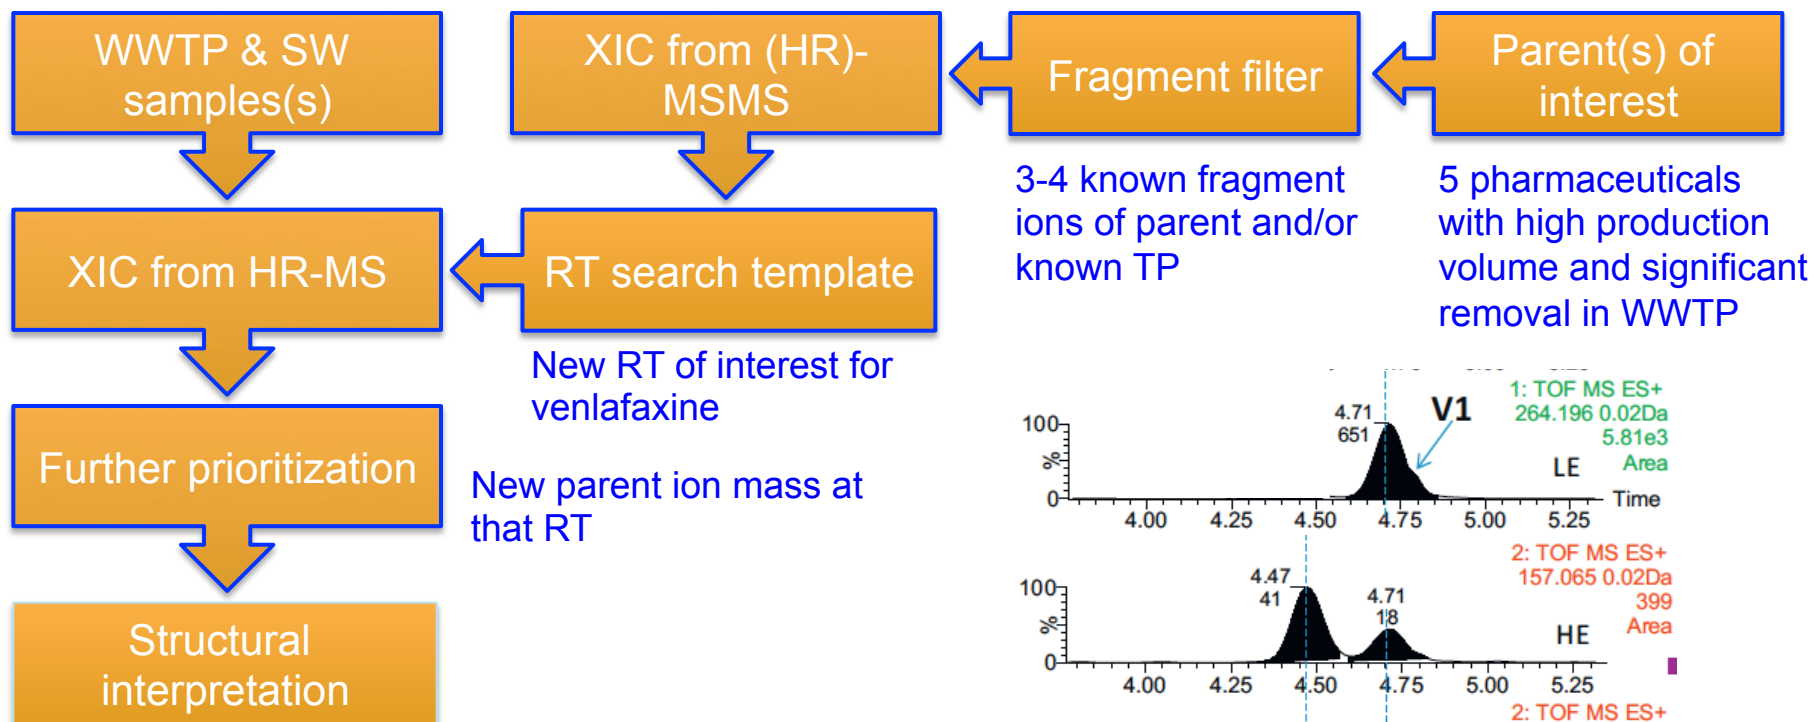 WWTP & SW
samples(s)
XIC from (HR)-
MSMS
Fragment filter
Parent(s) of
interest
3-4 known fragment
ions of parent and/or
known TP
5 pharmaceuticals
with high production
volume and significant
removal in WWTP
XIC from HR-MS
RT search template
New RT of interest for
venlafaxine
Further prioritization
New parent ion mass at
that RT
Structural
interpretation
1: TOF MS ES+
264.196 0.02Da
5.81e3
Area
4.71
651
V1
LE
100
%
0
Time
4.00 4.25 4.50 4.75 5.00 5.25
2: TOF MS ES+
157.065 0.02Da
399
Area
4.47
41
4.71
18
HE
100
%
0
4.00 4.25 4.50 4.75 5.00 5.25
2: TOF MS ES+